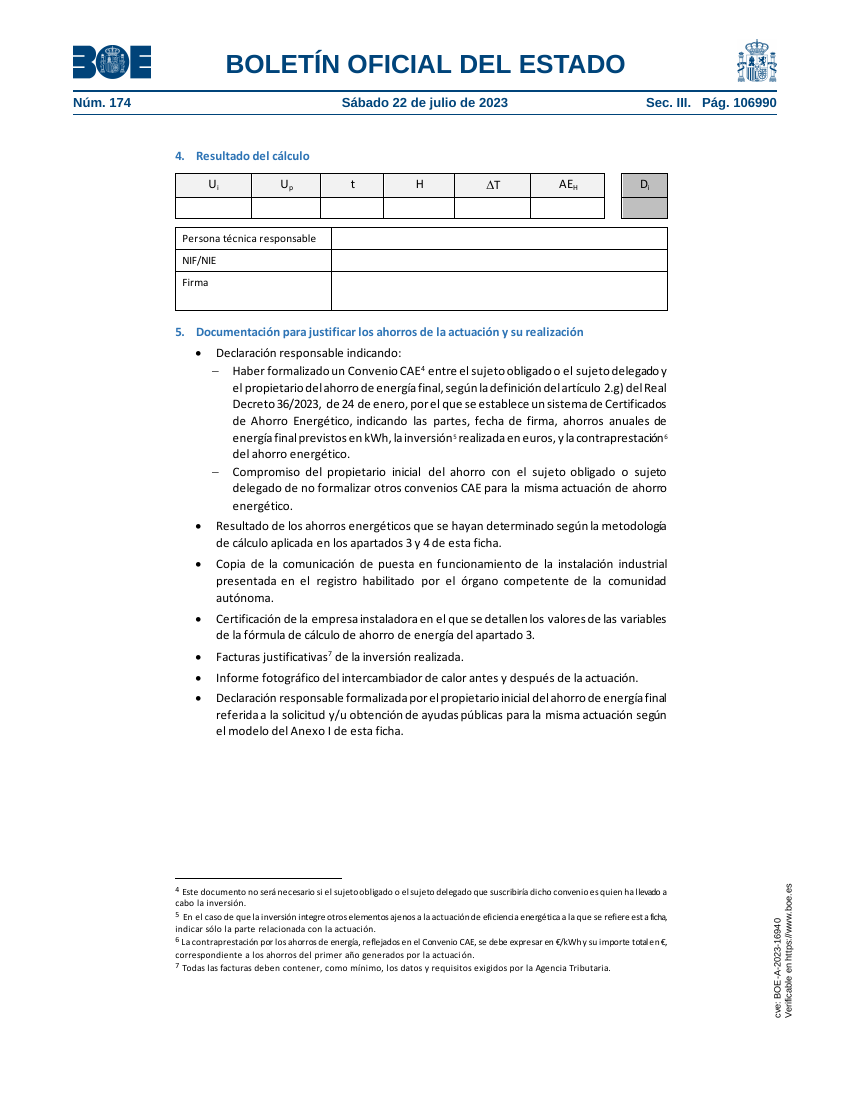 BOE
BOLETÍN OFICIAL DEL ESTADO
Núm. 174 Sábado 22 de julio de 2023 Sec. III. Pág. 106990
4. Resultado del cálculo
Ui Up t H ΔT AEH Di
Persona técnica responsable
NIF/NIE
Firma
5. Documentación para justificar los ahorros de la actuación y su realización
• Declaración responsable indicando:
– Haber formalizado un Convenio CAE⁴ entre el sujeto obligado o el sujeto delegado y
el propietario del ahorro de energía final, según la definición del artículo 2.g) del Real
Decreto 36/2023, de 24 de enero, por el que se establece un sistema de Certificados
de Ahorro Energético, indicando las partes, fecha de firma, ahorros anuales de
energía final previstos en kWh, la inversión⁵ realizada en euros, y la contraprestación⁶
del ahorro energético.
– Compromiso del propietario inicial del ahorro con el sujeto obligado o sujeto
delegado de no formalizar otros convenios CAE para la misma actuación de ahorro
energético.
• Resultado de los ahorros energéticos que se hayan determinado según la metodología
de cálculo aplicada en los apartados 3 y 4 de esta ficha.
• Copia de la comunicación de puesta en funcionamiento de la instalación industrial
presentada en el registro habilitado por el órgano competente de la comunidad
autónoma.
• Certificación de la empresa instaladora en el que se detallen los valores de las variables
de la fórmula de cálculo de ahorro de energía del apartado 3.
• Facturas justificativas⁷ de la inversión realizada.
• Informe fotográfico del intercambiador de calor antes y después de la actuación.
• Declaración responsable formalizada por el propietario inicial del ahorro de energía final
referida a la solicitud y/u obtención de ayudas públicas para la misma actuación según
el modelo del Anexo I de esta ficha.
⁴ Este documento no será necesario si el sujeto obligado o el sujeto delegado que suscribiría dicho convenio es quien ha llevado a
cabo la inversión.
⁵ En el caso de que la inversión integre otros elementos ajenos a la actuación de eficiencia energética a la que se refiere esta ficha,
indicar sólo la parte relacionada con la actuación.
⁶ La contraprestación por los ahorros de energía, reflejados en el Convenio CAE, se debe expresar en €/kWh y su importe total en €,
correspondiente a los ahorros del primer año generados por la actuación.
⁷ Todas las facturas deben contener, como mínimo, los datos y requisitos exigidos por la Agencia Tributaria.
cve: BOE-A-2023-16940
Verificable en https://www.boe.es